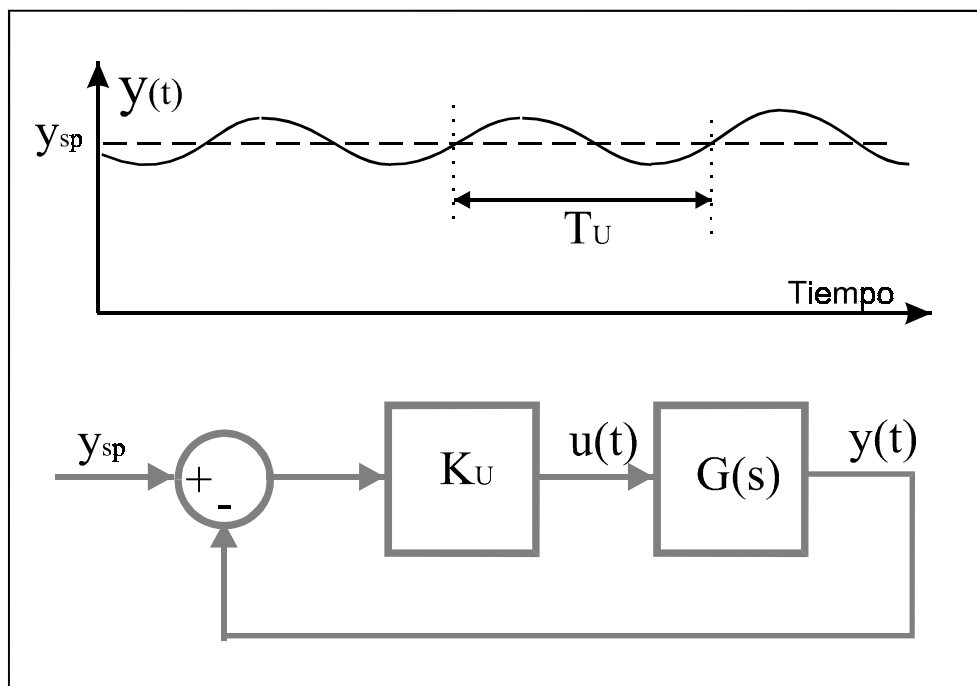 y(t)
ysp
TU
Tiempo
ysp
+
-
KU
u(t)
G(s)
y(t)